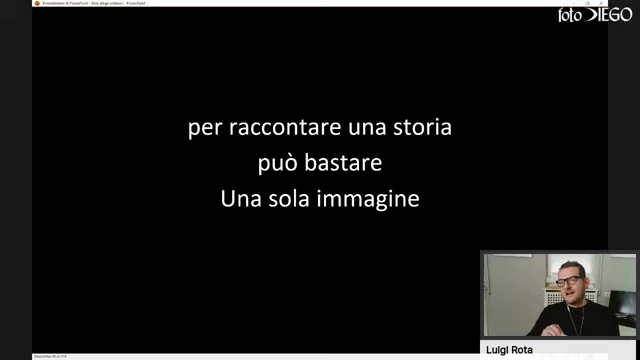 foto DIEGO
per raccontare una storia
può bastare
Una sola immagine
Luigi Rota